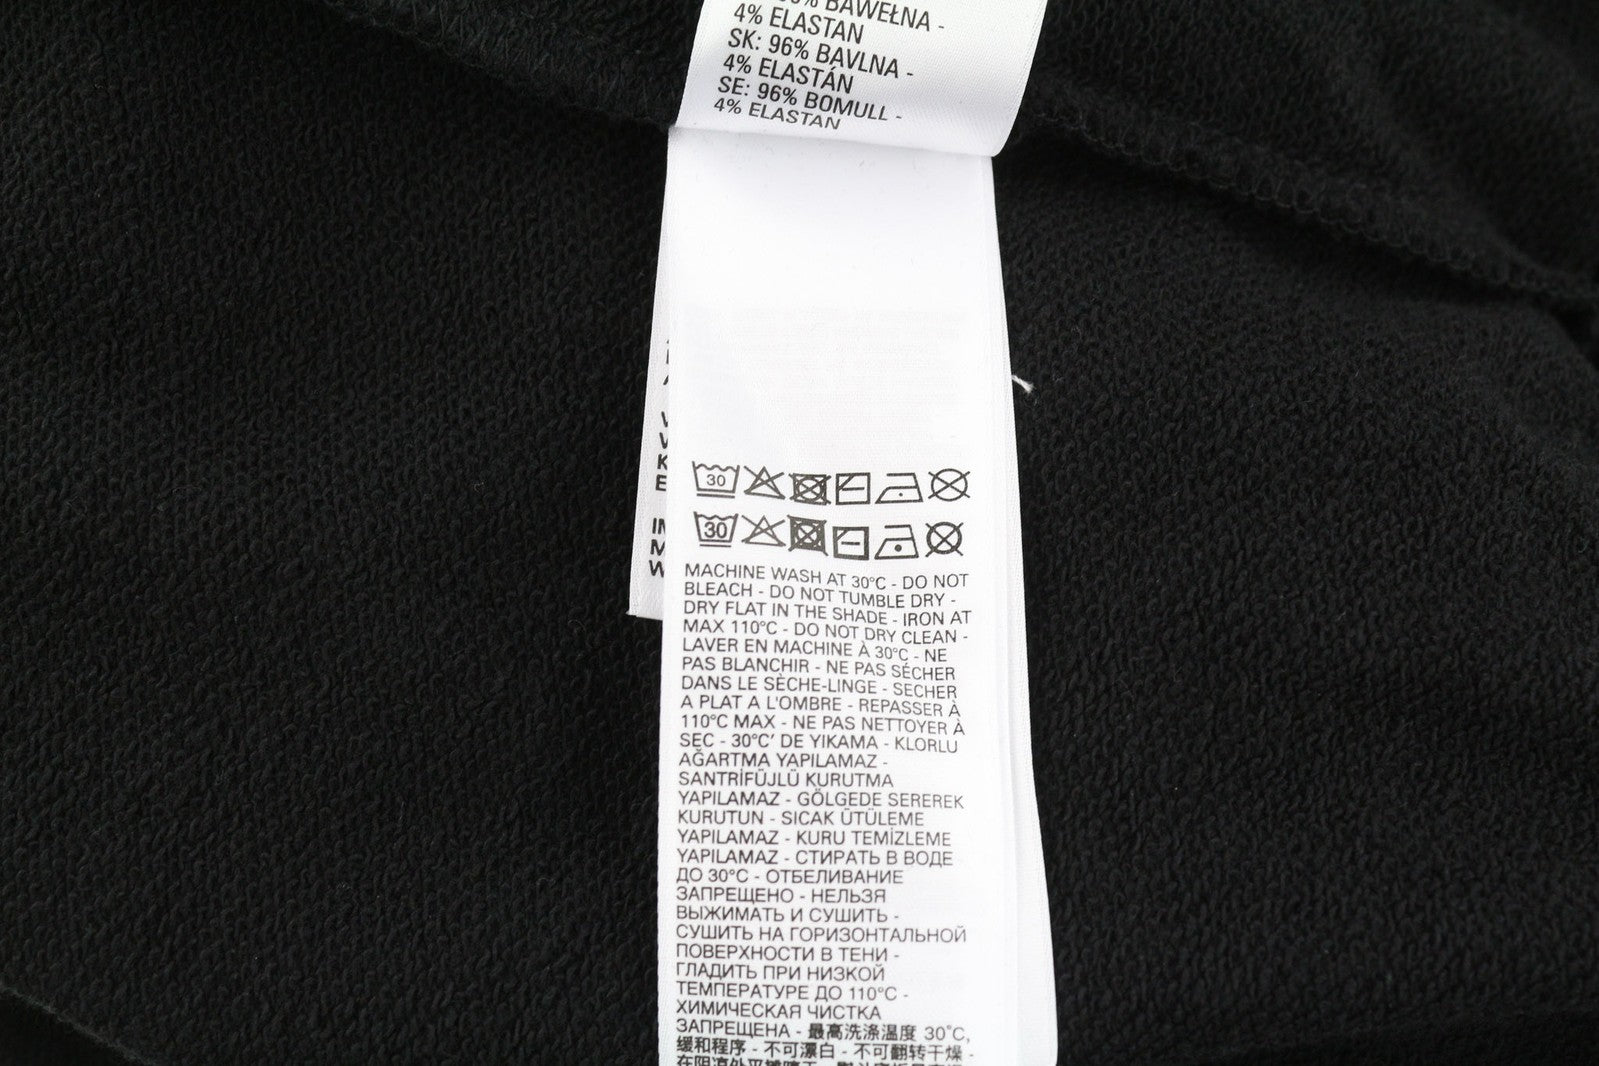 BAWEŁNA -
4% ELASTAN
SK: 96% BAVLNA -
4% ELASTÁN
SE: 96% BOMULL -
4% ELASTAN
K
E
M
W
30
30
MACHINE WASH AT 30°C - DO NOT
BLEACH - DO NOT TUMBLE DRY -
DRY FLAT IN THE SHADE - IRON AT
MAX 110°C - DO NOT DRY CLEAN -
LAVER EN MACHINE À 30°C - NE
PAS BLANCHIR - NE PAS SÉCHER
DANS LE SÈCHE-LINGE - SECHER
A PLAT A L'OMBRE - REPASSER À
110°C MAX - NE PAS NETTOYER À
SEC - 30°C' DE YIKAMA - KLORLU
AĞARTMA YAPILAMAZ -
SANTRİFÜJLÜ KURUTMA
YAPILAMAZ - GÖLGEDE SEREREK
KURUTUN - SICAK ÜTÜLEME
YAPILAMAZ - KURU TEMİZLEME
YAPILAMAZ - СТИРАТЬ В ВОДЕ
ДО 30°C - ОТБЕЛИВАНИЕ
ЗАПРЕЩЕНО - НЕЛЬЗЯ
ВЫЖИМАТЬ И СУШИТЬ -
СУШИТЬ НА ГОРИЗОНТАЛЬНОЙ
ПОВЕРХНОСТИ В ТЕНИ -
ГЛАДИТЬ ПРИ НИЗКОЙ
ТЕМПЕРАТУРЕ ДО 110°C -
ХИМИЧЕСКАЯ ЧИСТКА
ЗАПРЕЩЕНА - 最高洗涤温度 30°C,
缓和程序 - 不可漂白 - 不可翻转干燥 -